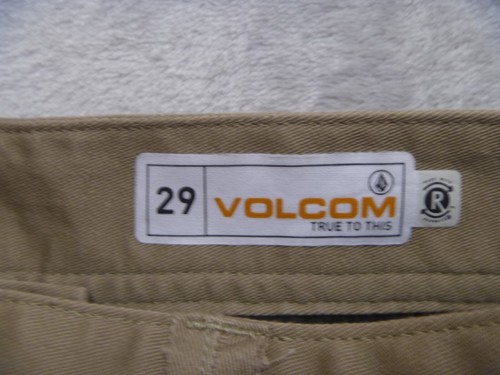 29
VOLCOM
TRUE TO THIS
R